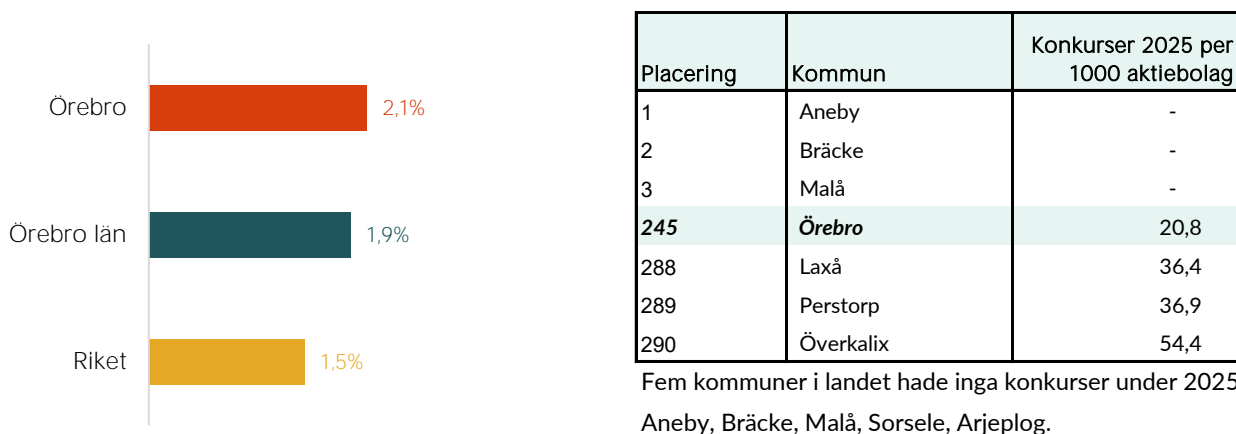 Örebro 2,1%
Örebro län 1,9%
Riket 1,5%
Konkurser 2025 per
Placering Kommun 1000 aktiebolag
1 Aneby -
2 Bräcke -
3 Malå -
245 Örebro 20,8
288 Laxå 36,4
289 Perstorp 36,9
290 Överkalix 54,4
Fem kommuner i landet hade inga konkurser under 2025
Aneby, Bräcke, Malå, Sorsele, Arjeplog.